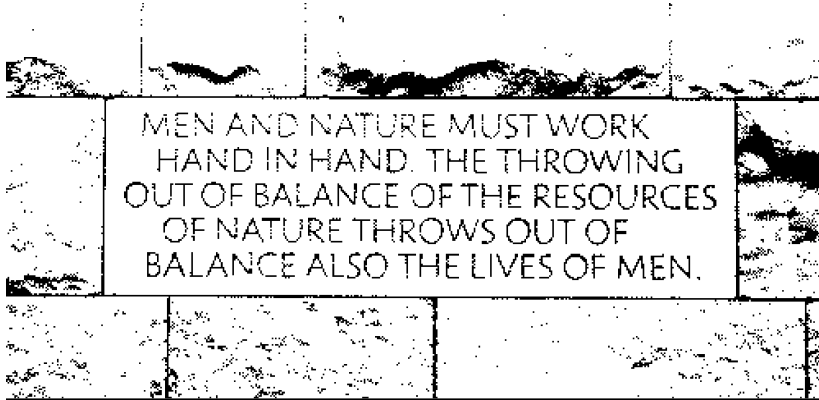 MEN AND NATURE MUST WORK
HAND IN HAND. THE THROWING
OUT OF BALANCE OF THE RESOURCES
OF NATURE THROWS OUT OF
BALANCE ALSO THE LIVES OF MEN.